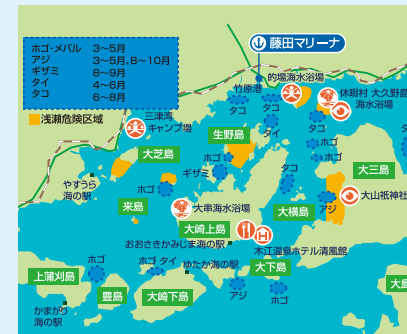 藤田マリーナ
ホゴ・メバル 3〜5月
アジ 3〜5月、8〜10月
ギザミ 8〜9月
タイ 4〜6月
タコ 6〜8月
浅瀬危険区域
的場海水浴場
竹原港
休暇村 大久野島
海水浴場
タコ
タコ
タイ
タコ
三津湾
キャンプ場
生野島
ホゴ
ホゴ
大芝島
ホゴ
ギザミ
タコ
大三島
やすうら
海の駅
ホゴ
来島
大串海水浴場
大横島
アジ
大山祇神社
大崎上島
おおさきかみじま海の駅
木江温泉ホテル清風館
ホゴ
ホゴ タイ
ゆたか海の駅
大下島
上蒲刈島
豊島
大崎下島
アジ
ホゴ
かまがり
海の駅